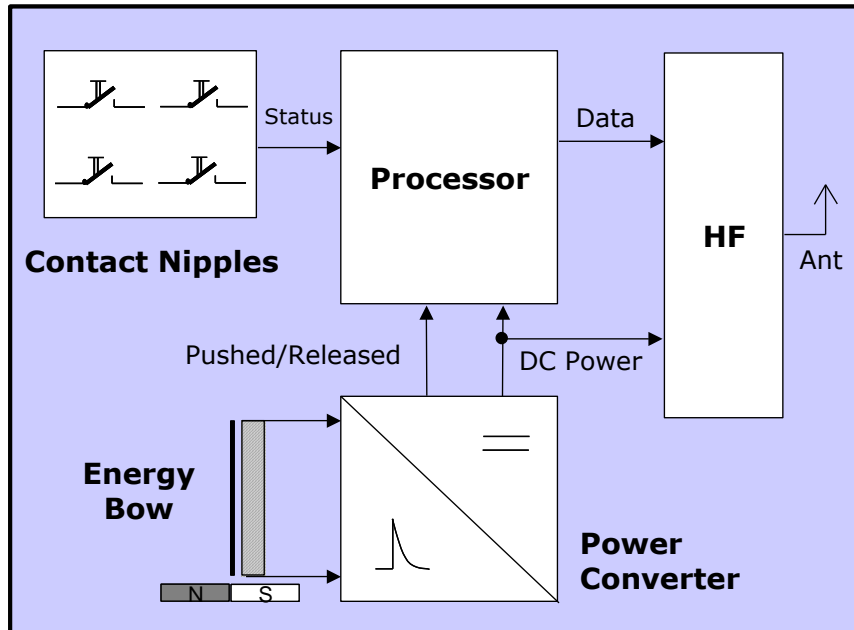 Status
Data
Processor
HF
Contact Nipples
Ant
Pushed/Released
DC Power
Energy
Bow
Power
Converter
N
S